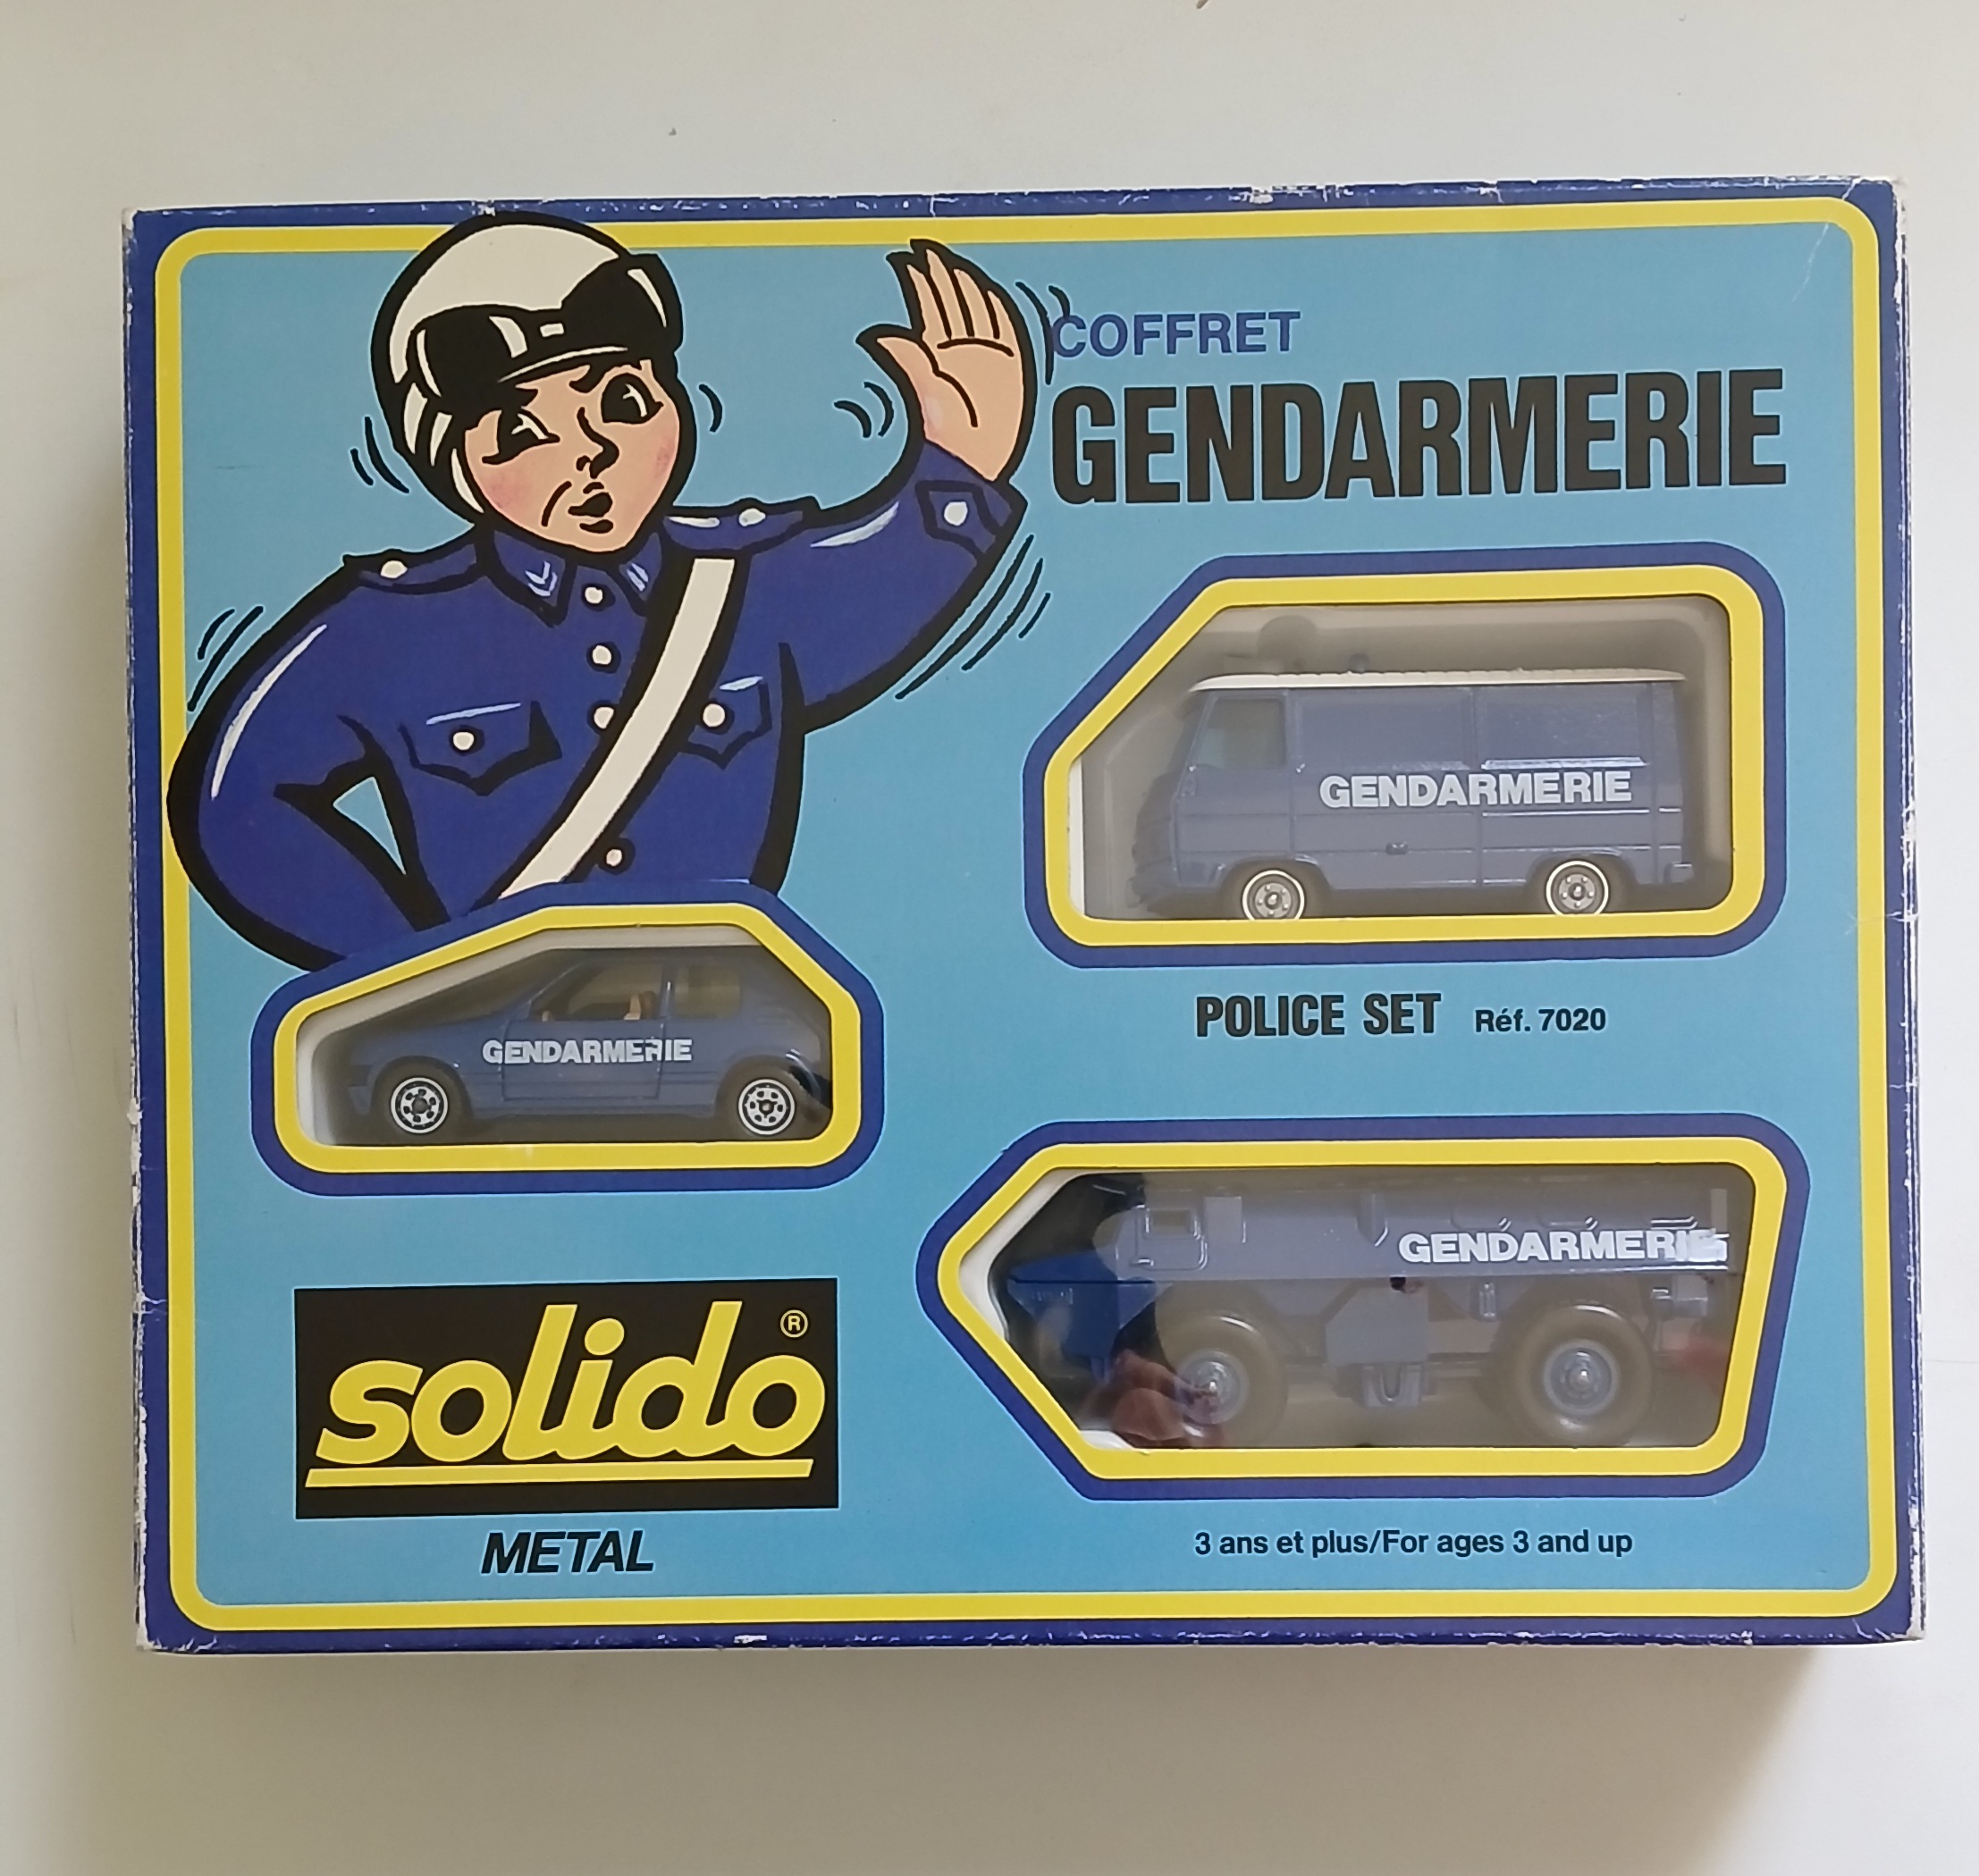 COFFRET
GENDARMERIE
GENDARMERIE
POLICE SET Réf. 7020
GENDARMERIE
GENDARMERIE
solido ®
METAL
3 ans et plus/For ages 3 and up